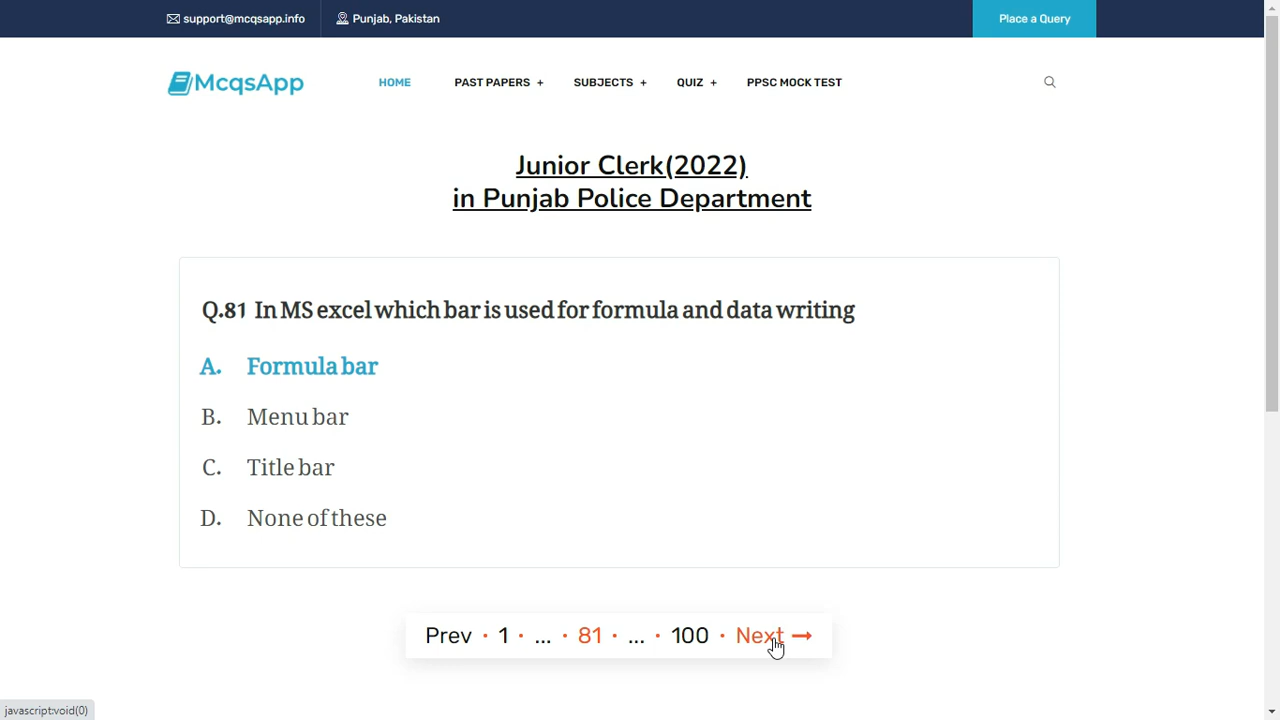 support@mcqsapp.info Punjab, Pakistan Place a Query
McqsApp HOME PAST PAPERS + SUBJECTS + QUIZ + PPSC MOCK TEST
Junior Clerk(2022)
in Punjab Police Department
Q.81 In MS excel which bar is used for formula and data writing
A. Formula bar
B. Menu bar
C. Title bar
D. None of these
Prev • 1 • ... • 81 • ... • 100 • Next →
javascript:void(0)